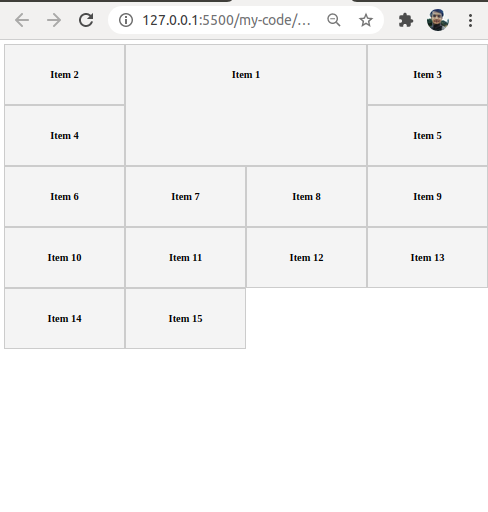 127.0.0.1:5500/my-code/...
Item 2 Item 1 Item 3
Item 4 Item 5
Item 6 Item 7 Item 8 Item 9
Item 10 Item 11 Item 12 Item 13
Item 14 Item 15